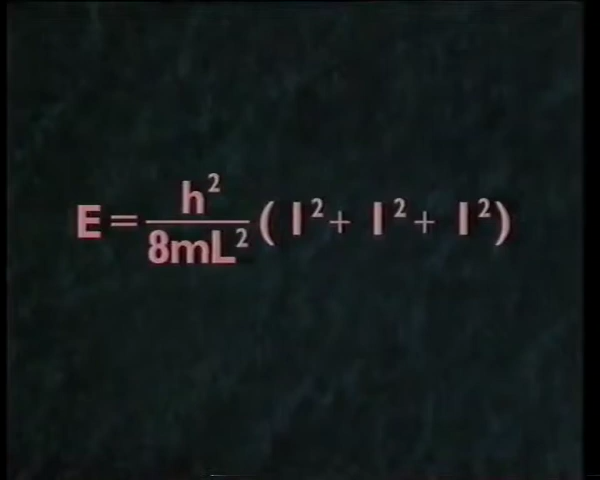 E = h²/8mL² (1² + 1² + 1²)